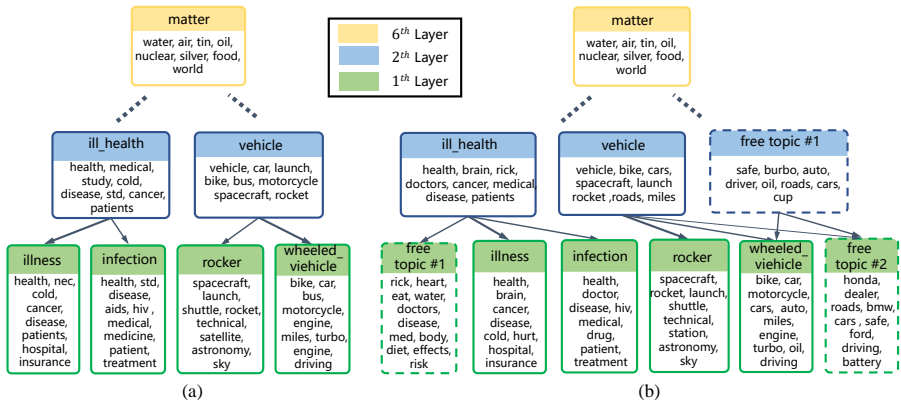 matter
water, air, tin, oil,
nuclear, silver, food,
world
6th Layer
2th Layer
1th Layer
matter
water, air, tin, oil,
nuclear, silver, food,
world
ill_health
health, medical,
study, cold,
disease, std, cancer,
patients
vehicle
vehicle, car, launch,
bike, bus, motorcycle
spacecraft, rocket
ill_health
health, brain, rick,
doctors, cancer, medical,
disease, patients
vehicle
vehicle, bike, cars,
spacecraft, launch
rocket ,roads, miles
free topic #1
safe, burbo, auto,
driver, oil, roads, cars,
cup
illness
health, nec,
cold,
cancer,
disease,
patients,
hospital,
insurance
infection
health, std,
disease,
aids, hiv ,
medical,
medicine,
patient,
treatment
rocker
spacecraft,
launch,
shuttle, rocket,
technical,
satellite,
astronomy,
sky
wheeled_
viehicle
bike, car,
bus,
motorcycle,
engine,
miles, turbo,
engine,
driving
free
topic #1
rick, heart,
eat, water,
doctors,
disease,
med, body,
diet, effects,
risk
illness
health,
brain,
cancer,
disease,
cold, hurt,
hospital,
insurance
infection
health,
doctor,
disease, hiv,
medical,
drug,
patient,
treatment
rocker
spacecraft,
rocket, launch,
shuttle,
technical,
station,
astronomy,
sky
wheeled_
viehicle
bike, car,
motorcycle,
cars, auto,
miles,
engine,
turbo, oil,
driving
free
topic #2
honda,
dealer,
roads, bmw,
cars , safe,
ford,
driving,
battery
(a)
(b)